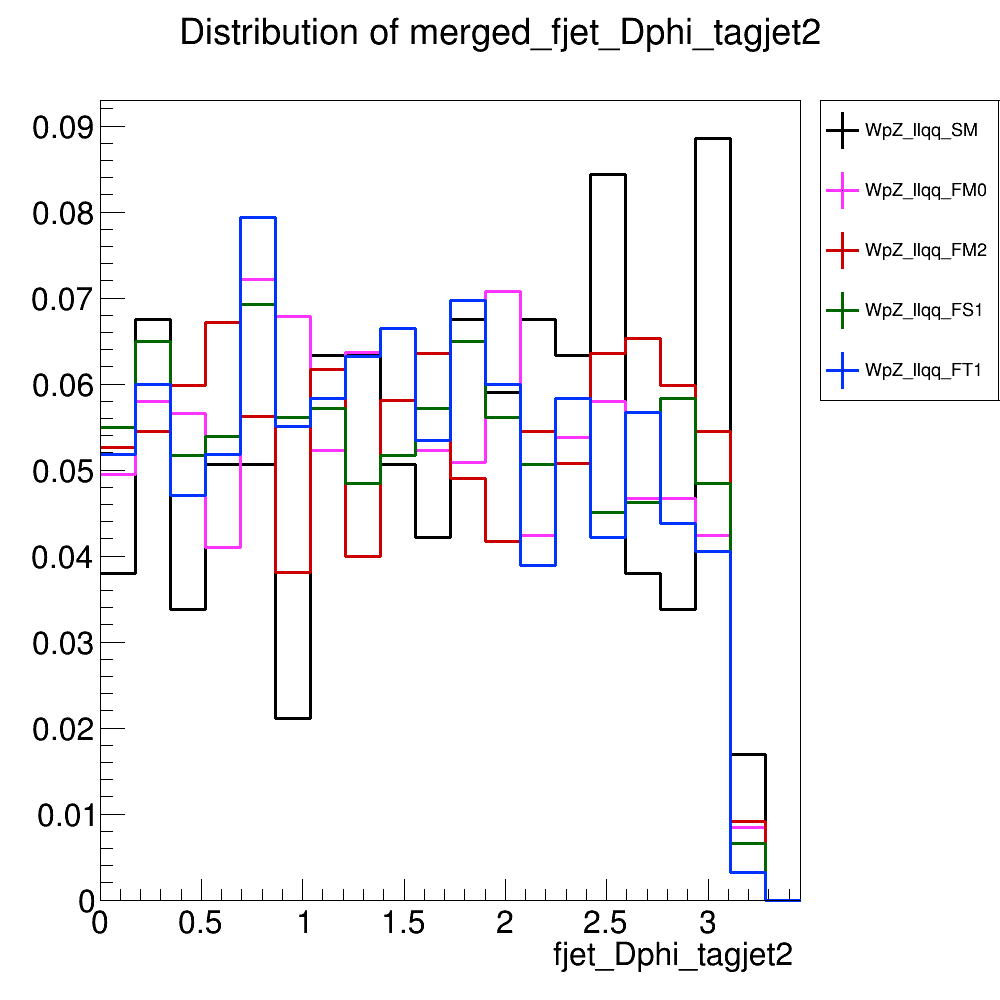 Distribution of merged_fjet_Dphi_tagjet2
0.09
0.08
0.07
0.06
0.05
0.04
0.03
0.02
0.01
0
0 0.5 1 1.5 2 2.5 3
fjet_Dphi_tagjet2
WpZ_llqq_SM
WpZ_llqq_FM0
WpZ_llqq_FM2
WpZ_llqq_FS1
WpZ_llqq_FT1